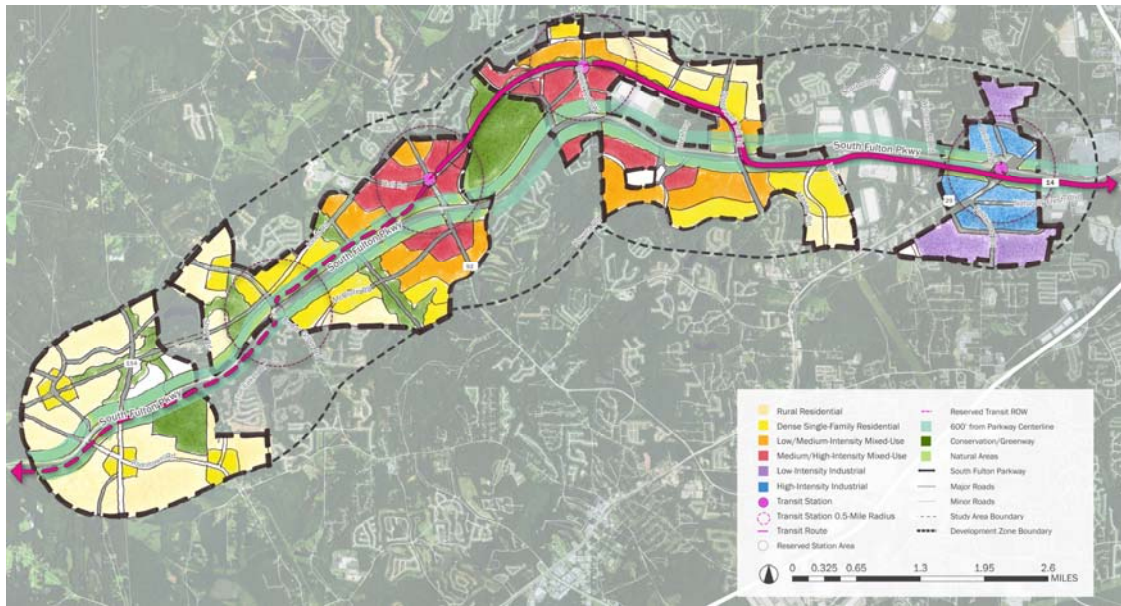 South Fulton Pkwy
14
29
South Fulton Pkwy
92
154
South Fulton Pkwy
Rural Residential
Dense Single-Family Residential
Low/Medium-Intensity Mixed-Use
Medium/High-Intensity Mixed-Use
Low-Intensity Industrial
High-Intensity Industrial
Transit Station
Transit Station 0.5-Mile Radius
Transit Route
Reserved Station Area
Reserved Transit ROW
600' from Parkway Centerline
Conservation/Greenway
Natural Areas
South Fulton Parkway
Major Roads
Minor Roads
Study Area Boundary
Development Zone Boundary
0 0.325 0.65 1.3 1.95 2.6
MILES